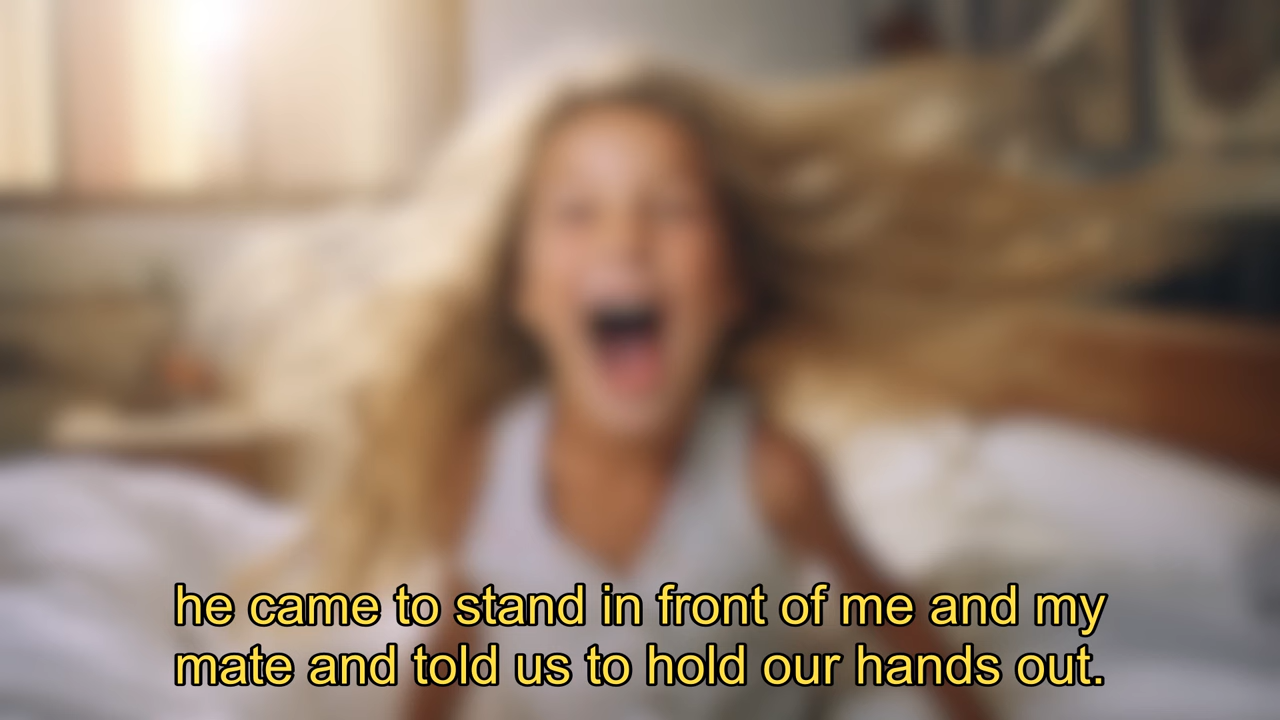 he came to stand in front of me and my
mate and told us to hold our hands out.